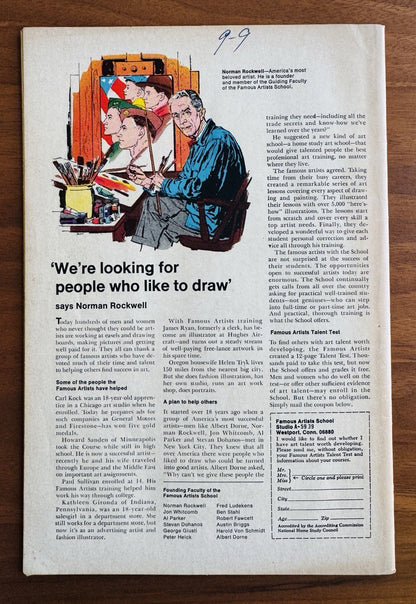 9-9
Norman Rockwell—America's most
beloved artist. He is a founder
and member of the Guiding Faculty
of the Famous Artists School.
'We're looking for
people who like to draw'
says Norman Rockwell
Today hundreds of men and women
who never thought they could be art-
ists are working at easels and drawing
boards, making pictures and getting
well paid for it. They all can thank a
group of famous artists who have de-
voted much of their time and talent
to helping others find success in art.
Some of the people the
Famous Artists have helped
Carl Kock was an 18-year-old appren-
tice in a Chicago art studio when he
enrolled. Today he prepares ads for
such companies as General Motors
and Firestone—has won five gold
medals.
Howard Sanden of Minneapolis
took the Course while still in high
school. He is now a successful artist—
recently he and his wife traveled
through Europe and the Middle East
on important art assignments.
Paul Sullivan enrolled at 14. His
Famous Artists training helped him
work his way through college.
Kathleen Gironda of Indiana,
Pennsylvania, was an 18-year-old
salesgirl in a department store. She
still works for a department store, but
now it's as an advertising artist and
fashion illustrator.
With Famous Artists training
James Ryan, formerly a clerk, has be-
come an illustrator at Hughes Air-
craft—and turns out a steady stream
of well-paying free-lance artwork in
his spare time.
Oregon housewife Helen Tryk lives
150 miles from the nearest big city.
But she does fashion illustration, has
her own studio, runs an art work
shop, does portraits.
A plan to help others
It started over 18 years ago when a
group of America's most successful
artists—men like Albert Dorne, Nor-
man Rockwell, Jon Whitcomb, Al
Parker and Stevan Dohanos—met in
New York City. They knew that all
over America there were people who
liked to draw who could be turned
into good artists. Albert Dorne asked,
"Why can't we give these people the
training they need—including all the
trade secrets and know-how we've
learned over the years?"
He suggested a new kind of art
school—a home study art school—that
would give talented people the best
professional art training, no matter
where they live.
The famous artists agreed. Taking
time from their busy careers, they
created a remarkable series of art
lessons covering every aspect of draw-
ing and painting. They illustrated
their lessons with over 5,000 "here's
how" illustrations. The lessons start
from scratch and cover every skill a
top artist needs. Finally, they de-
veloped a wonderful way to give each
student personal correction and ad-
vice all through his training.
The famous artists with the School
are not surprised at the success of
their students. The opportunities
open to successful artists today are
enormous. The School continually
gets calls from all over the country
asking for practical well-trained stu-
dents—not geniuses—who can step
into full-time or part-time art jobs.
And practical, thorough training is
what the School offers.
Famous Artists Talent Test
To find others with art talent worth
developing, the Famous Artists
created a 12-page Talent Test. Thou-
sands paid to take this test, but now
the School offers and grades it free.
Men and women who do well on the
test—or offer other sufficient evidence
of art talent—may enroll in the
School. But there's no obligation.
Simply mail the coupon below.
Founding Faculty of the
Famous Artists School
Norman Rockwell
Jon Whitcomb
Al Parker
Stevan Dohanos
George Giusti
Peter Helck
Fred Ludekens
Ben Stahl
Robert Fawcett
Austin Briggs
Harold Von Schmidt
Albert Dorne
Famous Artists School
Westport, Conn. 06880
I would like to find out whether I
have art talent worth developing.
Please send me, without obligation,
your Famous Artists Talent Test and
information about your courses.
Mr.
Mrs.
Miss
Circle one and please print
Street
City
State
Age Zip
Accredited by the Accrediting Commission
National Home Study Council